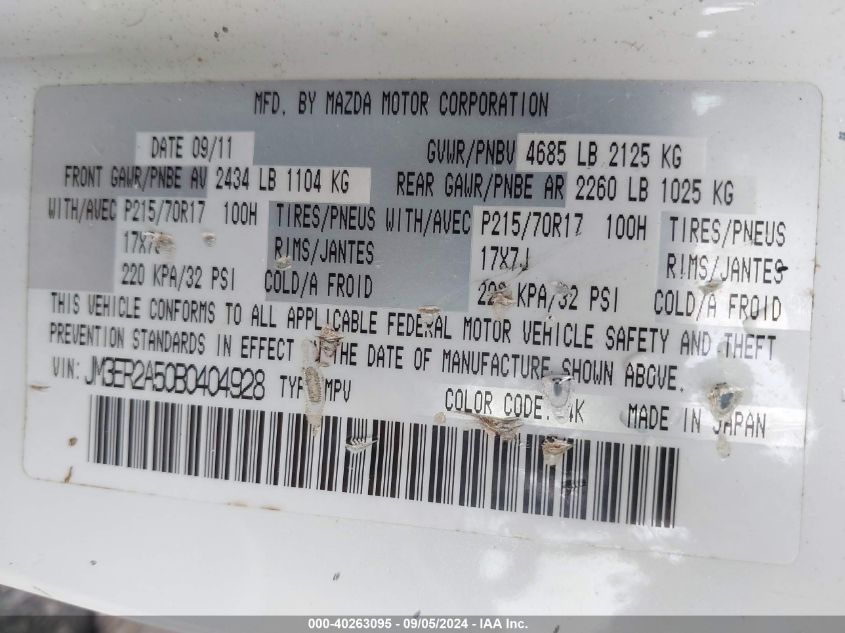 MFD. BY MAZDA MOTOR CORPORATION
DATE 09/11 GVWR/PNBV 4685 LB 2125 KG
FRONT GAWR/PNBE AV 2434 LB 1104 KG REAR GAWR/PNBE AR 2260 LB 1025 KG
WITH/AVEC P215/70R17 100H TIRES/PNEUS WITH/AVEC P215/70R17 100H TIRES/PNEUS
17X7J RIMS/JANTES 17X7J RIMS/JANTES
220 KPA/32 PSI COLD/A FROID 220 KPA/32 PSI COLD/A FROID
THIS VEHICLE CONFORMS TO ALL APPLICABLE FEDERAL MOTOR VEHICLE SAFETY AND THEFT
PREVENTION STANDARDS IN EFFECT ON THE DATE OF MANUFACTURE SHOWN ABOVE.
VIN: JM3ER2A50B0404928 TYPE: MPV
COLOR CODE: MADE IN JAPAN
000-40263095 - 09/05/2024 - IAA Inc.